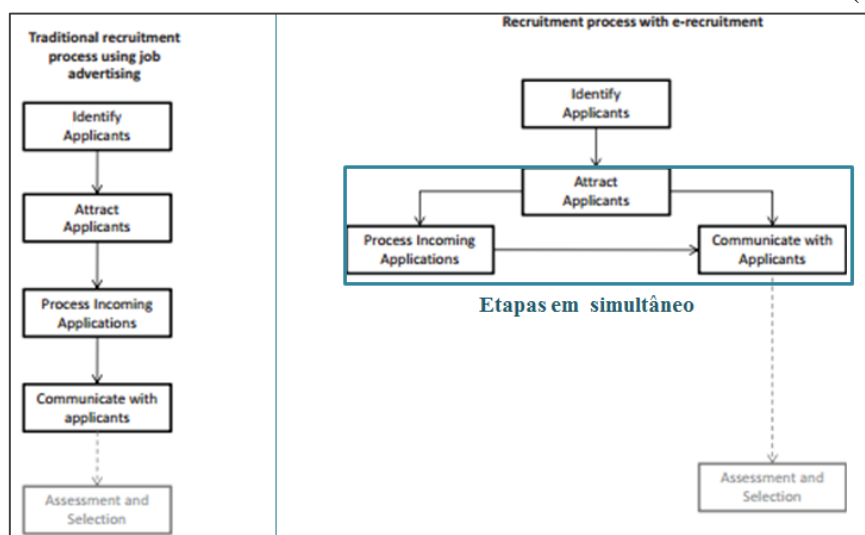 Traditional recruitment
process using job
advertising
Identify
Applicants
Attract
Applicants
Process Incoming
Applications
Communicate with
applicants
Assessment and
Selection
Recruitment process with e-recruitment
Identify
Applicants
Attract
Applicants
Process Incoming
Applications
Communicate with
Applicants
Etapas em simultâneo
Assessment and
Selection